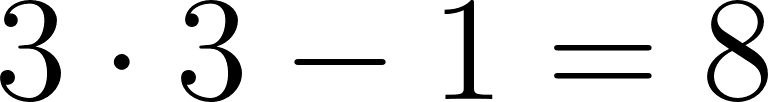 3 · 3 − 1 = 8